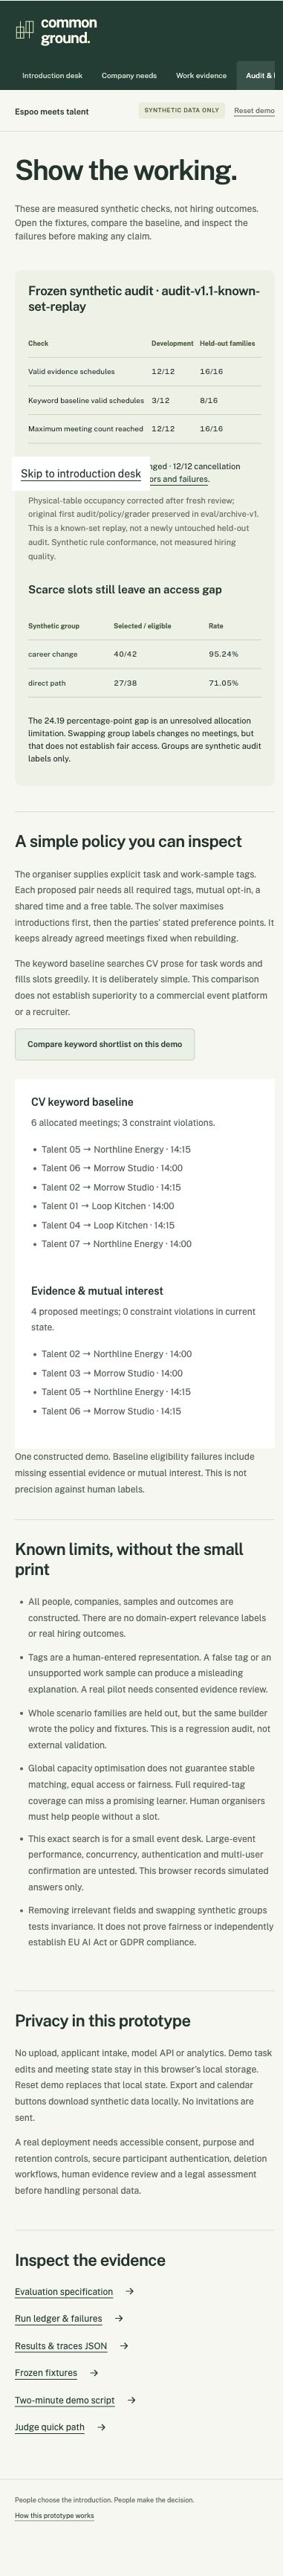 common
ground.
Introduction desk Company needs Work evidence Audit &
Espoo meets talent SYNTHETIC DATA ONLY Reset demo
Show the working.
These are measured synthetic checks, not hiring outcomes.
Open the fixtures, compare the baseline, and inspect the
failures before making any claim.
Frozen synthetic audit · audit-v1.1-known-
set-replay
Check Development Held-out families
Valid evidence schedules 12/12 16/16
Keyword baseline valid schedules 3/12 8/16
Maximum meeting count reached 12/12 16/16
Skip to introduction desk
nged · 12/12 cancellation
ors and failures.
Physical-table occupancy corrected after fresh review;
original first audit/policy/grader preserved in eval/archive-v1.
This is a known-set replay, not a newly untouched held-out
audit. Synthetic rule conformance, not measured hiring
quality.
Scarce slots still leave an access gap
Synthetic group Selected / eligible Rate
career change 40/42 95.24%
direct path 27/38 71.05%
The 24.19 percentage-point gap is an unresolved allocation
limitation. Swapping group labels changes no meetings, but
that does not establish fair access. Groups are synthetic audit
labels only.
A simple policy you can inspect
The organiser supplies explicit task and work-sample tags.
Each proposed pair needs all required tags, mutual opt-in, a
shared time and a free table. The solver maximises
introductions first, then the parties' stated preference points. It
keeps already agreed meetings fixed when rebuilding.
The keyword baseline searches CV prose for task words and
fills slots greedily. It is deliberately simple. This comparison
does not establish superiority to a commercial event platform
or a recruiter.
Compare keyword shortlist on this demo
CV keyword baseline
6 allocated meetings; 3 constraint violations.
• Talent 05 → Northline Energy · 14:15
• Talent 06 → Morrow Studio · 14:00
• Talent 02 → Morrow Studio · 14:15
• Talent 01 → Loop Kitchen · 14:00
• Talent 04 → Loop Kitchen · 14:15
• Talent 07 → Northline Energy · 14:00
Evidence & mutual interest
4 proposed meetings; 0 constraint violations in current
state.
• Talent 02 → Northline Energy · 14:00
• Talent 03 → Morrow Studio · 14:00
• Talent 05 → Northline Energy · 14:15
• Talent 06 → Morrow Studio · 14:15
One constructed demo. Baseline eligibility failures include
missing essential evidence or mutual interest. This is not
precision against human labels.
Known limits, without the small
print
• All people, companies, samples and outcomes are
constructed. There are no domain-expert relevance labels
or real hiring outcomes.
• Tags are a human-entered representation. A false tag or an
unsupported work sample can produce a misleading
explanation. A real pilot needs consented evidence review.
• Whole scenario families are held out, but the same builder
wrote the policy and fixtures. This is a regression audit, not
external validation.
• Global capacity optimisation does not guarantee stable
matching, equal access or fairness. Full required-tag
coverage can miss a promising learner. Human organisers
must help people without a slot.
• This exact search is for a small event desk. Large-event
performance, concurrency, authentication and multi-user
confirmation are untested. This browser records simulated
answers only.
• Removing irrelevant fields and swapping synthetic groups
tests invariance. It does not prove fairness or independently
establish EU AI Act or GDPR compliance.
Privacy in this prototype
No upload, applicant intake, model API or analytics. Demo task
edits and meeting state stay in this browser's local storage.
Reset demo replaces that local state. Export and calendar
buttons download synthetic data locally. No invitations are
sent.
A real deployment needs accessible consent, purpose and
retention controls, secure participant authentication, deletion
workflows, human evidence review and a legal assessment
before handling personal data.
Inspect the evidence
Evaluation specification →
Run ledger & failures →
Results & traces JSON →
Frozen fixtures →
Two-minute demo script →
Judge quick path →
People choose the introduction. People make the decision.
How this prototype works